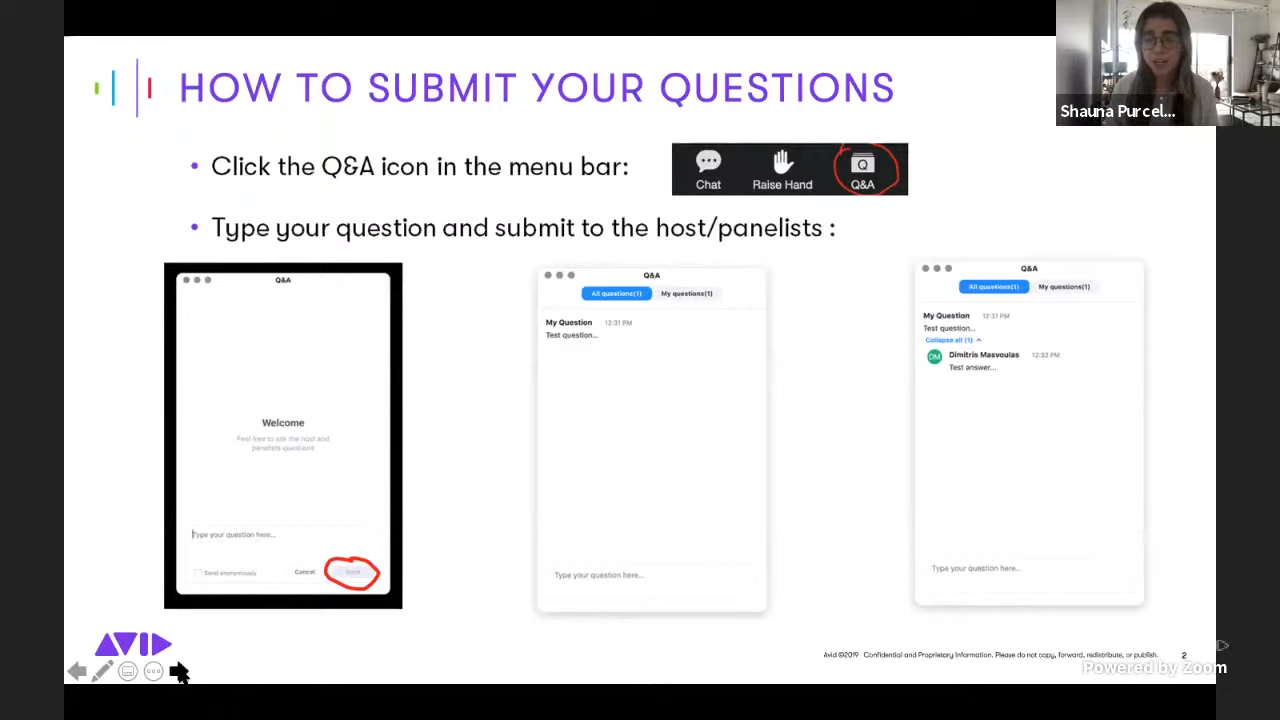 HOW TO SUBMIT YOUR QUESTIONS
Shauna Purcel...
• Click the Q&A icon in the menu bar:
Chat
Raise Hand
Q&A
• Type your question and submit to the host/panelists :
Q&A
Welcome
Feel free to ask the host and
panelists questions
Type your question here...
Send anonymously
Cancel
Send
Q&A
All questions(1)
My questions(1)
My Question 12:31 PM
Test question...
Type your question here...
Q&A
All questions(1)
My questions(1)
My Question 12:31 PM
Test question...
Collapse all (1)
DM
Dimitris Masvoulas 12:32 PM
Test answer...
Type your question here...
AVID
Avid ©2019 Confidential and Proprietary Information. Please do not copy, forward, redistribute, or publish.
2
Powered by Zoom